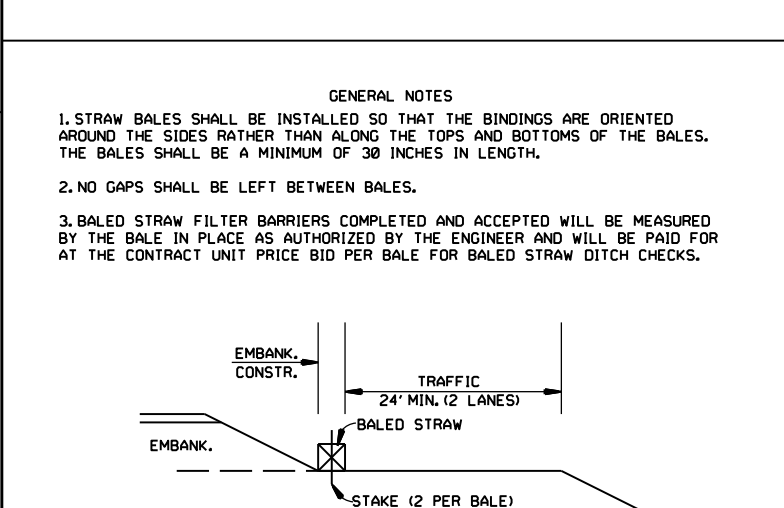 GENERAL NOTES
1. STRAW BALES SHALL BE INSTALLED SO THAT THE BINDINGS ARE ORIENTED
AROUND THE SIDES RATHER THAN ALONG THE TOPS AND BOTTOMS OF THE BALES.
THE BALES SHALL BE A MINIMUM OF 30 INCHES IN LENGTH.
2. NO GAPS SHALL BE LEFT BETWEEN BALES.
3. BALED STRAW FILTER BARRIERS COMPLETED AND ACCEPTED WILL BE MEASURED
BY THE BALE IN PLACE AS AUTHORIZED BY THE ENGINEER AND WILL BE PAID FOR
AT THE CONTRACT UNIT PRICE BID PER BALE FOR BALED STRAW DITCH CHECKS.
EMBANK.
CONSTR.
TRAFFIC
24' MIN. (2 LANES)
BALED STRAW
EMBANK.
STAKE (2 PER BALE)